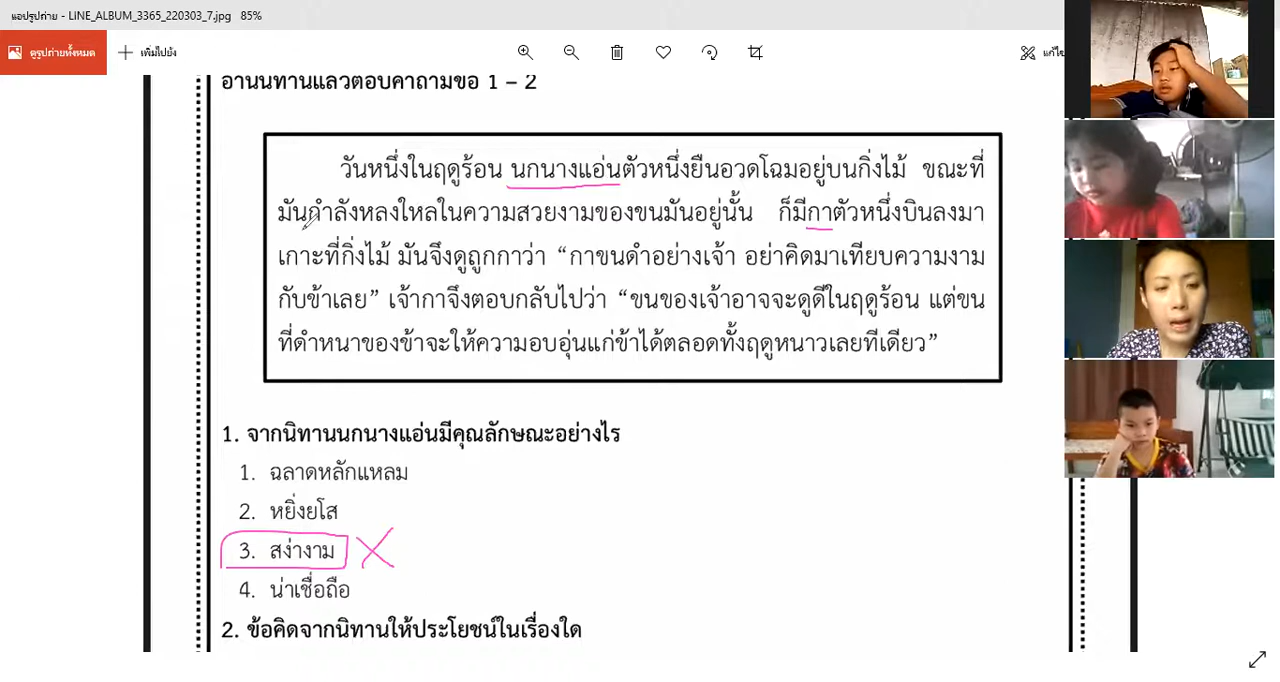 แอปรูปถ่าย - LINE_ALBUM_3365_220303_7.jpg 85%
ดูรูปถ่ายทั้งหมด
เพิ่มไปยัง
แก้ไข
อ่านนิทานแล้วตอบคำถามข้อ 1 – 2
วันหนึ่งในฤดูร้อน นกนางแอ่นตัวหนึ่งยืนอวดโฉมอยู่บนกิ่งไม้ ขณะที่
มันกำลังหลงใหลในความสวยงามของขนมันอยู่นั้น ก็มีกาตัวหนึ่งบินลงมา
เกาะที่กิ่งไม้ มันจึงดูถูกกาว่า “กาขนดำอย่างเจ้า อย่าคิดมาเทียบความงาม
กับข้าเลย” เจ้ากาจึงตอบกลับไปว่า “ขนของเจ้าอาจจะดูดีในฤดูร้อน แต่ขน
ที่ดำหนาของข้าจะให้ความอบอุ่นแก่ข้าได้ตลอดทั้งฤดูหนาวเลยทีเดียว”
1. จากนิทานนกนางแอ่นมีคุณลักษณะอย่างไร
1. ฉลาดหลักแหลม
2. หยิ่งยโส
3. สง่างาม
4. น่าเชื่อถือ
2. ข้อคิดจากนิทานให้ประโยชน์ในเรื่องใด